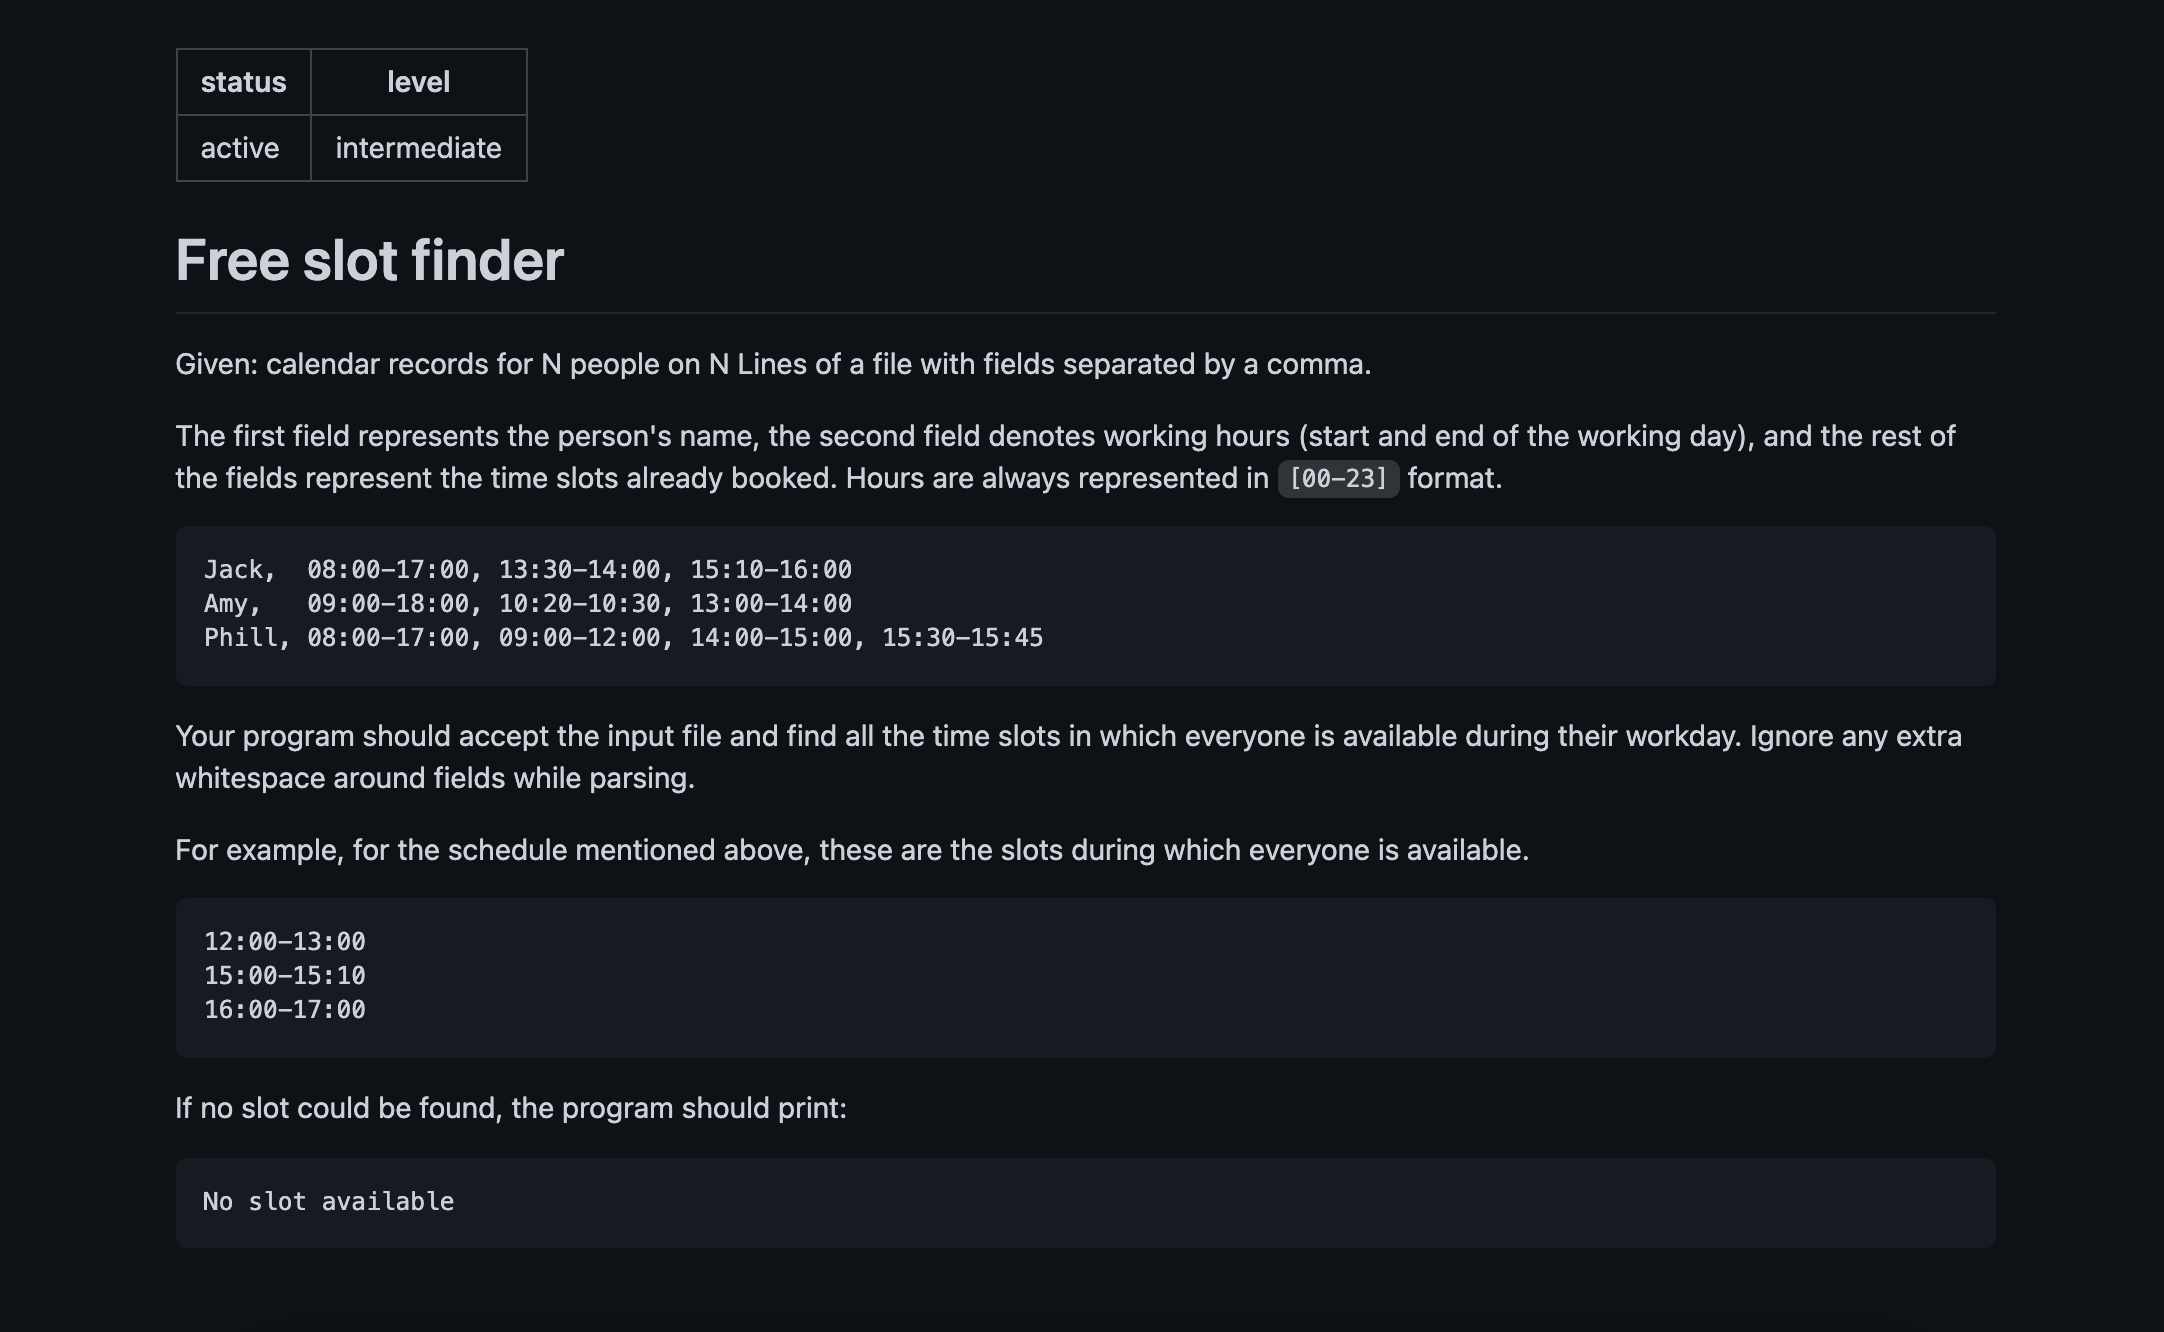 status level
active intermediate
Free slot finder
Given: calendar records for N people on N Lines of a file with fields separated by a comma.
The first field represents the person's name, the second field denotes working hours (start and end of the working day), and the rest of
the fields represent the time slots already booked. Hours are always represented in [00-23] format.
Jack,  08:00-17:00, 13:30-14:00, 15:10-16:00
Amy,   09:00-18:00, 10:20-10:30, 13:00-14:00
Phill, 08:00-17:00, 09:00-12:00, 14:00-15:00, 15:30-15:45
Your program should accept the input file and find all the time slots in which everyone is available during their workday. Ignore any extra
whitespace around fields while parsing.
For example, for the schedule mentioned above, these are the slots during which everyone is available.
12:00-13:00
15:00-15:10
16:00-17:00
If no slot could be found, the program should print:
No slot available